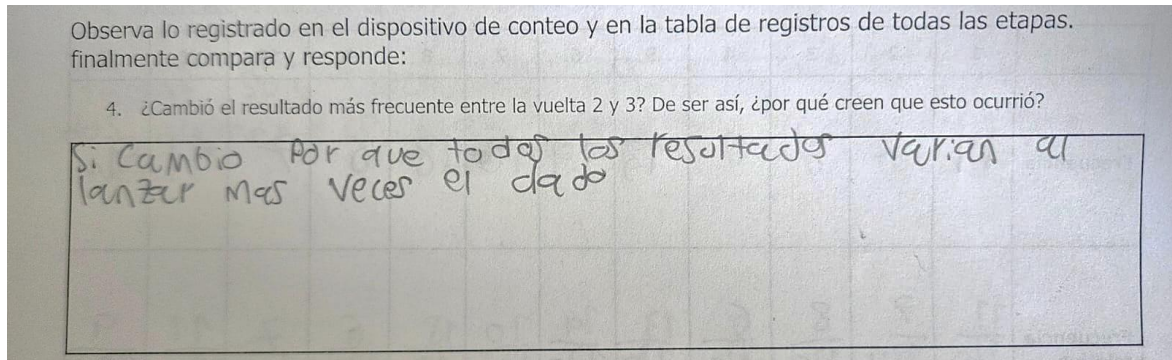 Observa lo registrado en el dispositivo de conteo y en la tabla de registros de todas las etapas.
finalmente compara y responde:
4. ¿Cambió el resultado más frecuente entre la vuelta 2 y 3? De ser así, ¿por qué creen que esto ocurrió?
Si Cambio Por que todos los resultados varian al
lanzar mas veces el dado